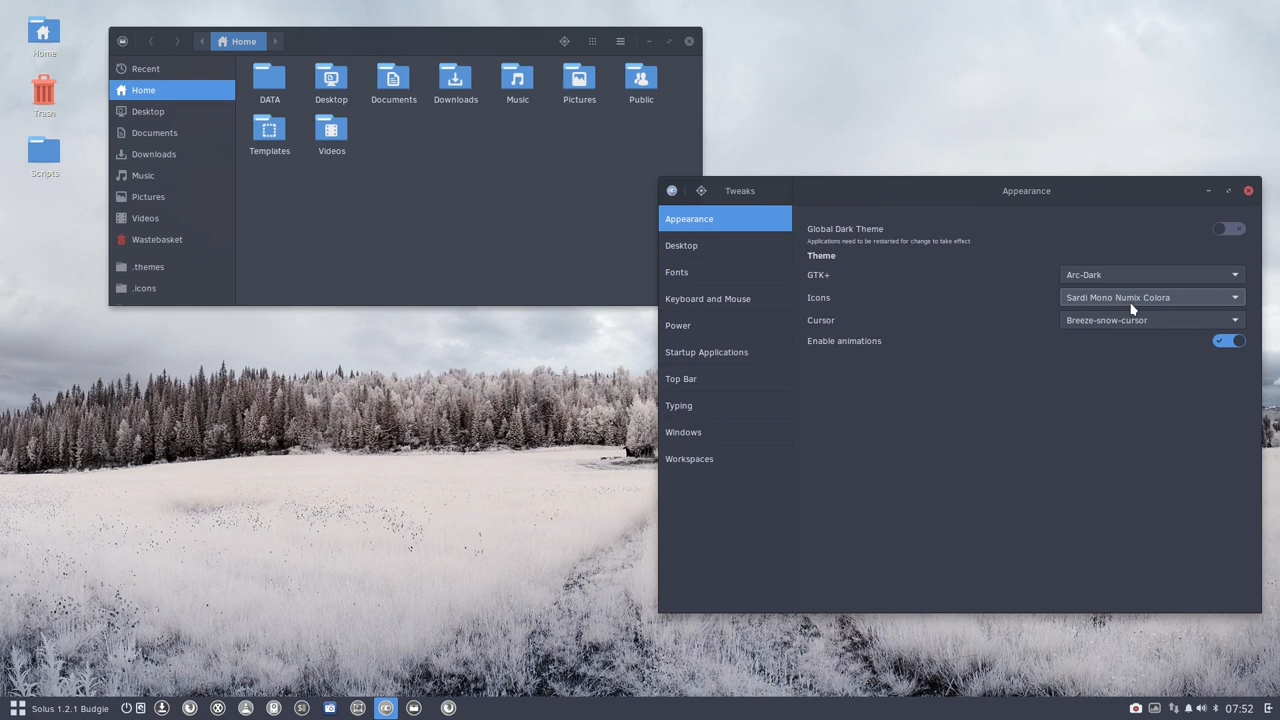 Home
Trash
Scripts
Home
Recent
Home
Desktop
Documents
Downloads
Music
Pictures
Videos
Wastebasket
.themes
.icons
DATA
Desktop
Documents
Downloads
Music
Pictures
Public
Templates
Videos
Tweaks
Appearance
Appearance
Desktop
Fonts
Keyboard and Mouse
Power
Startup Applications
Top Bar
Typing
Windows
Workspaces
Global Dark Theme
Applications need to be restarted for change to take effect
Theme
GTK+
Arc-Dark
Icons
Sardi Mono Numix Colora
Cursor
Breeze-snow-cursor
Enable animations
Solus 1.2.1 Budgie
07:52